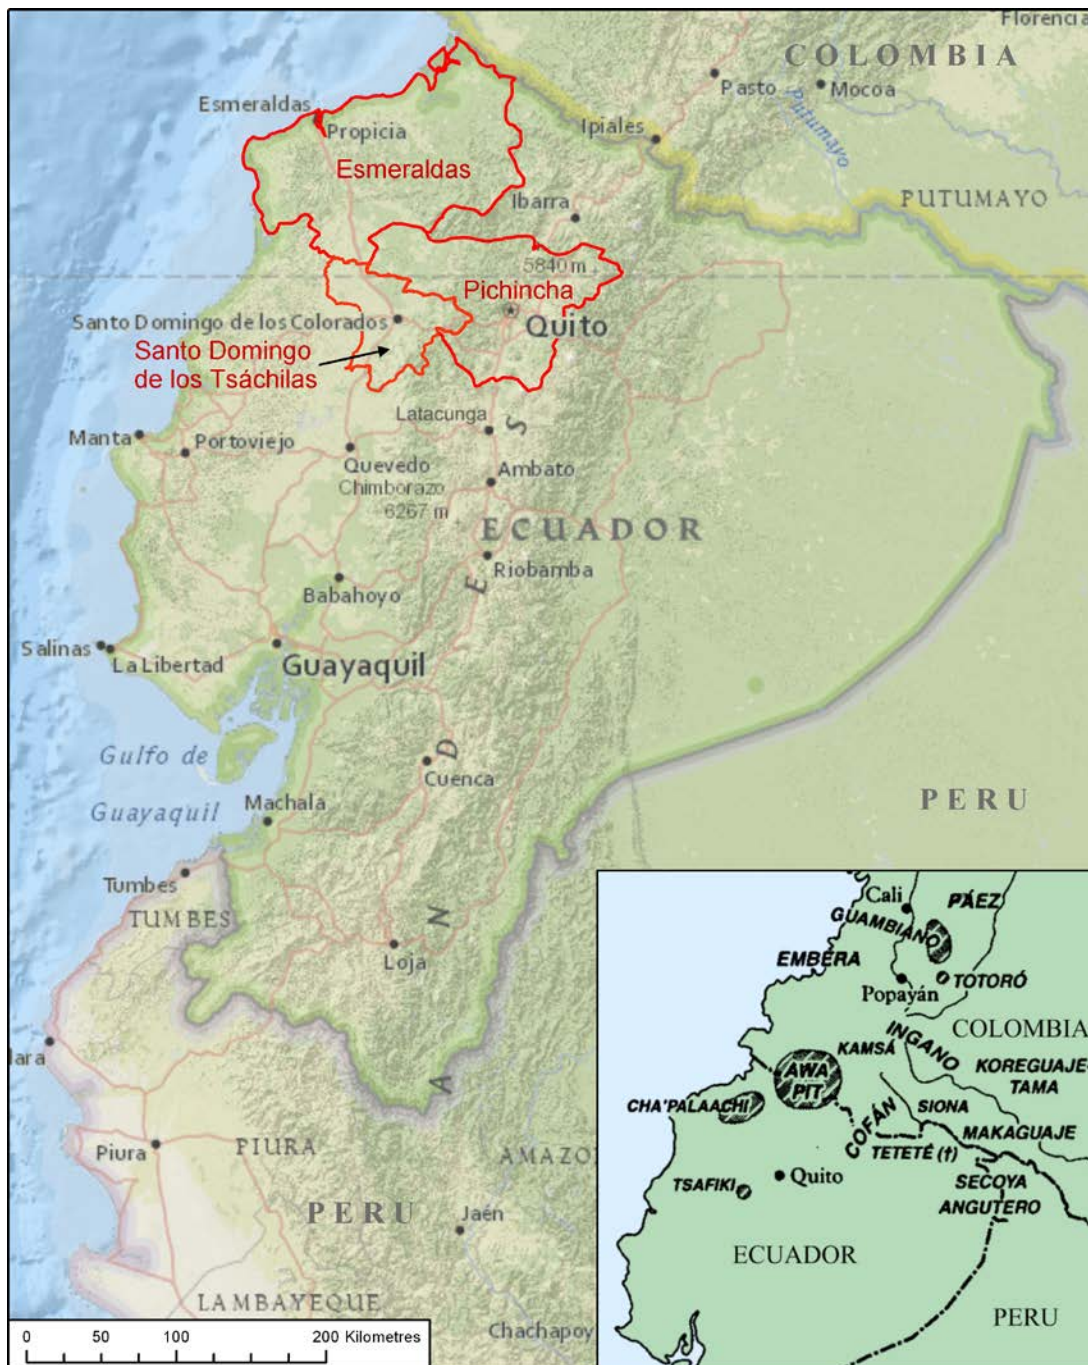 Florencia
COLOMBIA
Pasto
Mocoa
Putumayo
Esmeraldas
Propicia
Ipiales
Esmeraldas
PUTUMAYO
Ibarra
5840 m
Pichincha
Santo Domingo de los Colorados
Quito
Santo Domingo
de los Tsáchilas
Latacunga
Manta
Portoviejo
Quevedo
Ambato
Chimborazo
6267 m
ECUADOR
Riobamba
Babahoyo
Salinas
La Libertad
Guayaquil
Gulfo de
Guayaquil
Cuenca
Machala
PERU
Tumbes
TUMBES
Loja
ANDES
lara
Piura
PIURA
AMAZO
PERU
Jaén
LAMBAYEQUE
Chachapoy
0 50 100 200 Kilometres
Cali
PÁEZ
GUAMBIANO
EMBERA
TOTORÓ
Popayán
COLOMBIA
INGANO
KAMSÁ
KOREGUAJE-
TAMA
AWA
PIT
CHA'PALAACHI
COFÁN
SIONA
MAKAGUAJE
TETETÉ (†)
TSAFIKI
Quito
SECOYA
ANGUTERO
ECUADOR
PERU